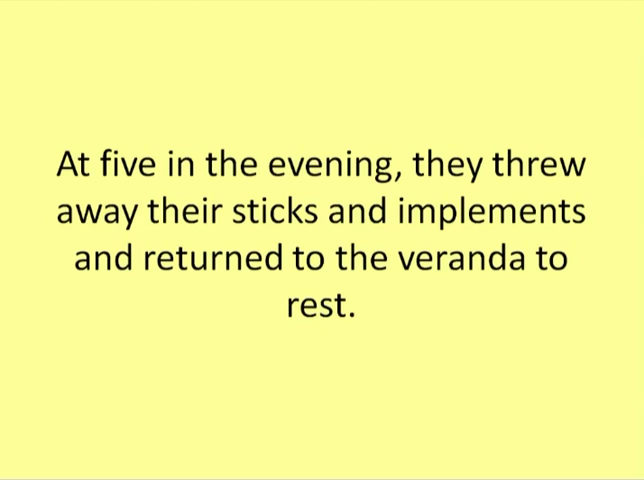 At five in the evening, they threw
away their sticks and implements
and returned to the veranda to
rest.